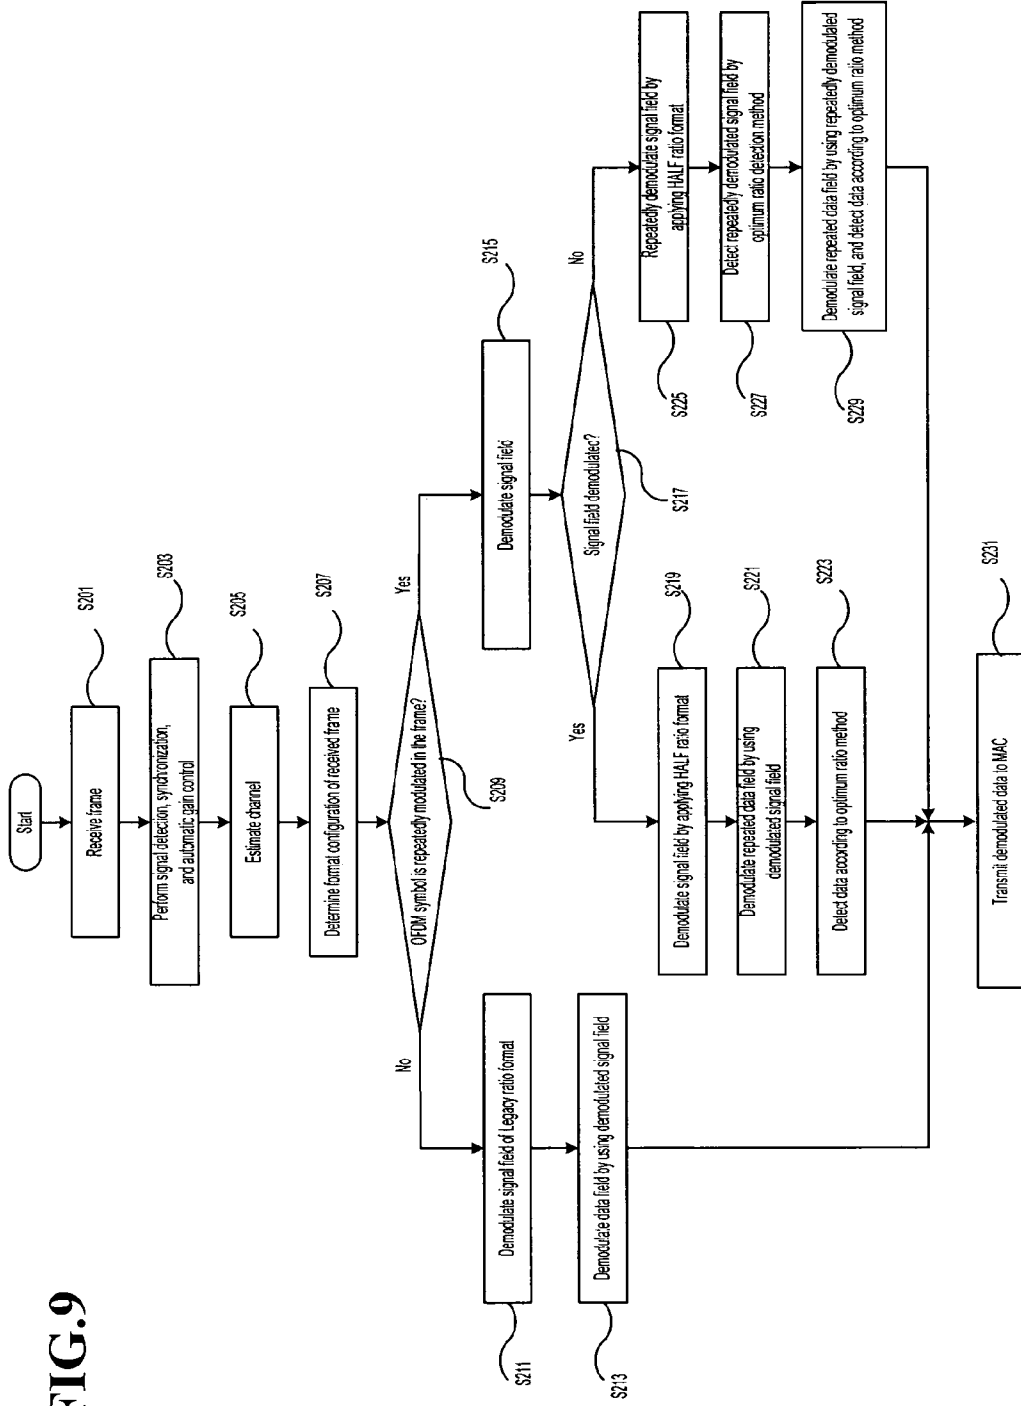 FIG.9
Start
Receive frame
S201
Perform signal detection, synchronization,
and automatic gain control
S203
Estimate channel
S205
Determine format configuration of received frame
S207
OFDM symbol is repeatedly modulated in the frame?
S209
No
Yes
Demodulate signal field of Legacy ratio format
S211
Demodulate data field by using demodulated signal field
S213
Demodulate signal field
S215
Signal field demodulated?
S217
Yes
No
Demodulate signal field by applying HALF ratio format
S219
Demodulate repeated data field by using
demodulated signal field
S221
Detect data according to optimum ratio method
S223
Repeatedly demodulate signal field by
applying HALF ratio format
S225
Detect repeatedly demodulated signal field by
optimum ratio detection method
S227
Demodulate repeated data field by using repeatedly demodulated
signal field, and detect data according to optimum ratio method
S229
Transmit demodulated data to MAC
S231